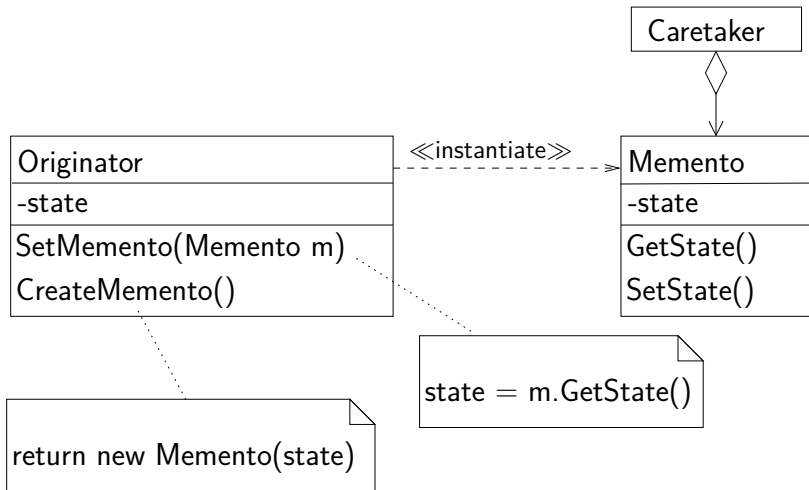 Caretaker
≪instantiate≫
Originator
-state
SetMemento(Memento m)
CreateMemento()
Memento
-state
GetState()
SetState()
state = m.GetState()
return new Memento(state)